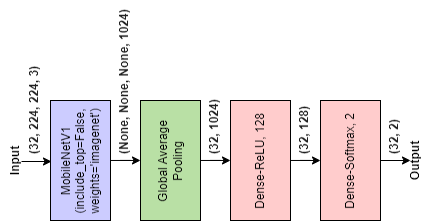 Input
(32, 224, 224, 3)
MobileNetV1
(include_top=False,
weights='imagenet')
(None, None, None, 1024)
Global Average
Pooling
(32, 1024)
Dense-ReLU, 128
(32, 128)
Dense-Softmax, 2
(32, 2)
Output